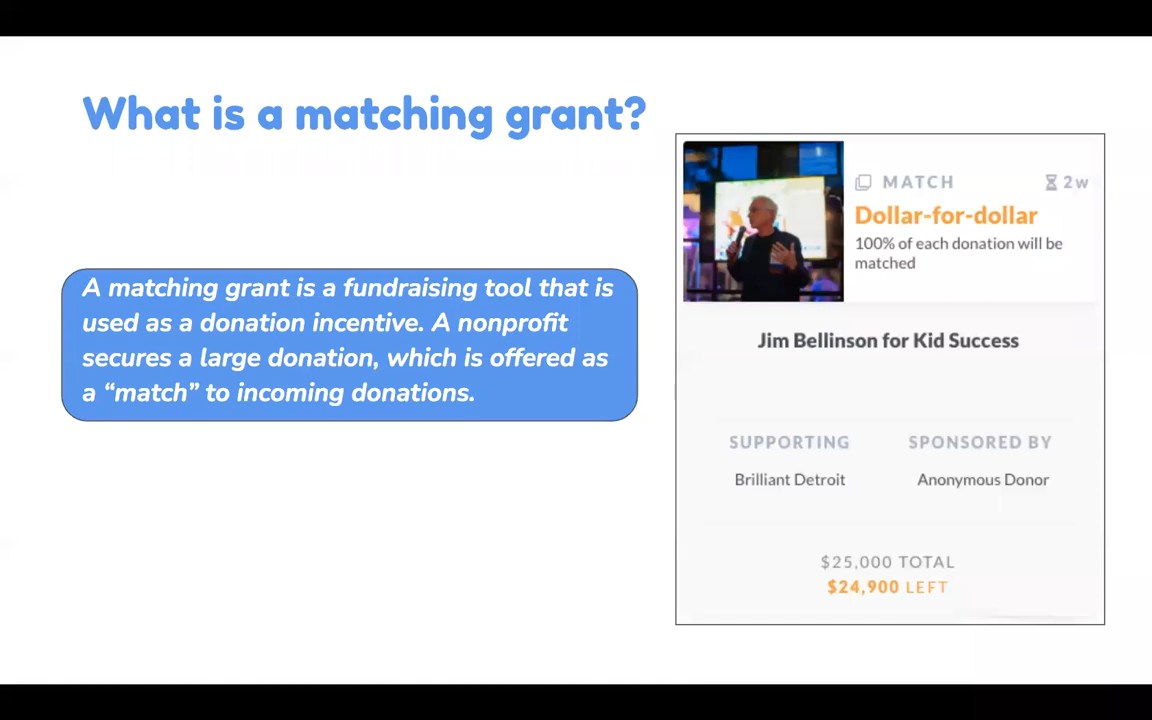 What is a matching grant?
A matching grant is a fundraising tool that is
used as a donation incentive. A nonprofit
secures a large donation, which is offered as
a “match” to incoming donations.
MATCH 2w
Dollar-for-dollar
100% of each donation will be
matched
Jim Bellinson for Kid Success
SUPPORTING SPONSORED BY
Brilliant Detroit Anonymous Donor
$25,000 TOTAL
$24,900 LEFT